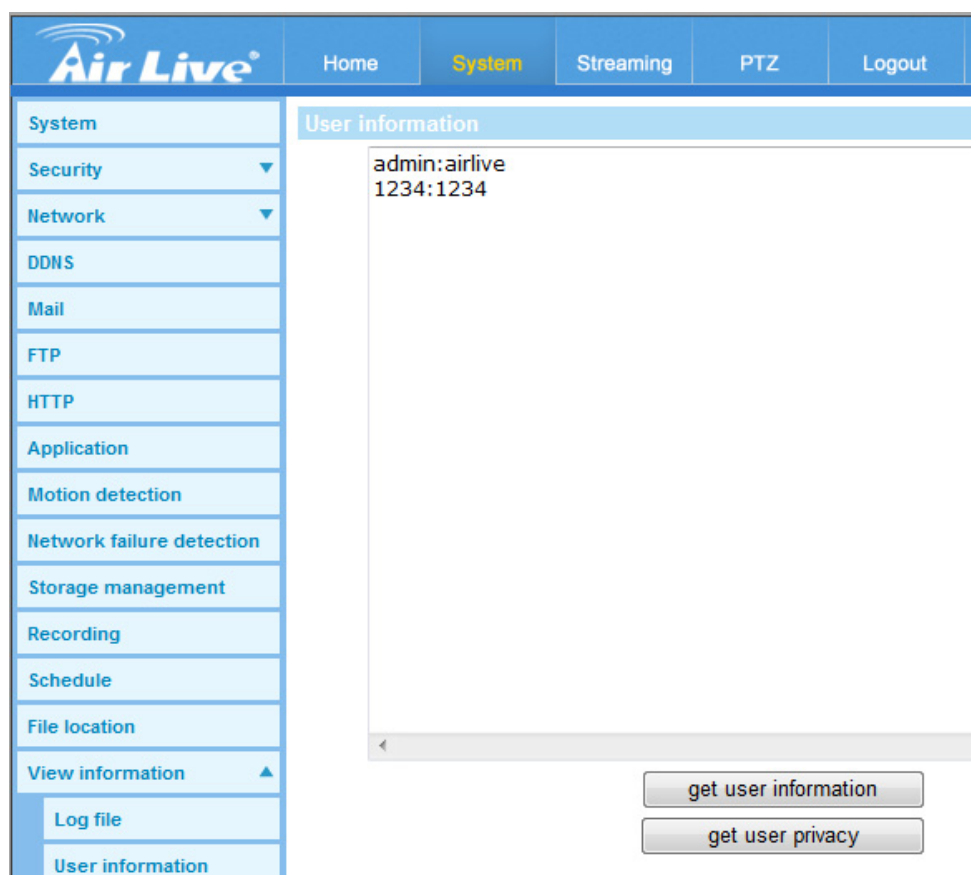 Air Live®
Home System Streaming PTZ Logout
System
Security
Network
DDNS
Mail
FTP
HTTP
Application
Motion detection
Network failure detection
Storage management
Recording
Schedule
File location
View information
Log file
User information
User information
admin:airlive
1234:1234
get user information
get user privacy